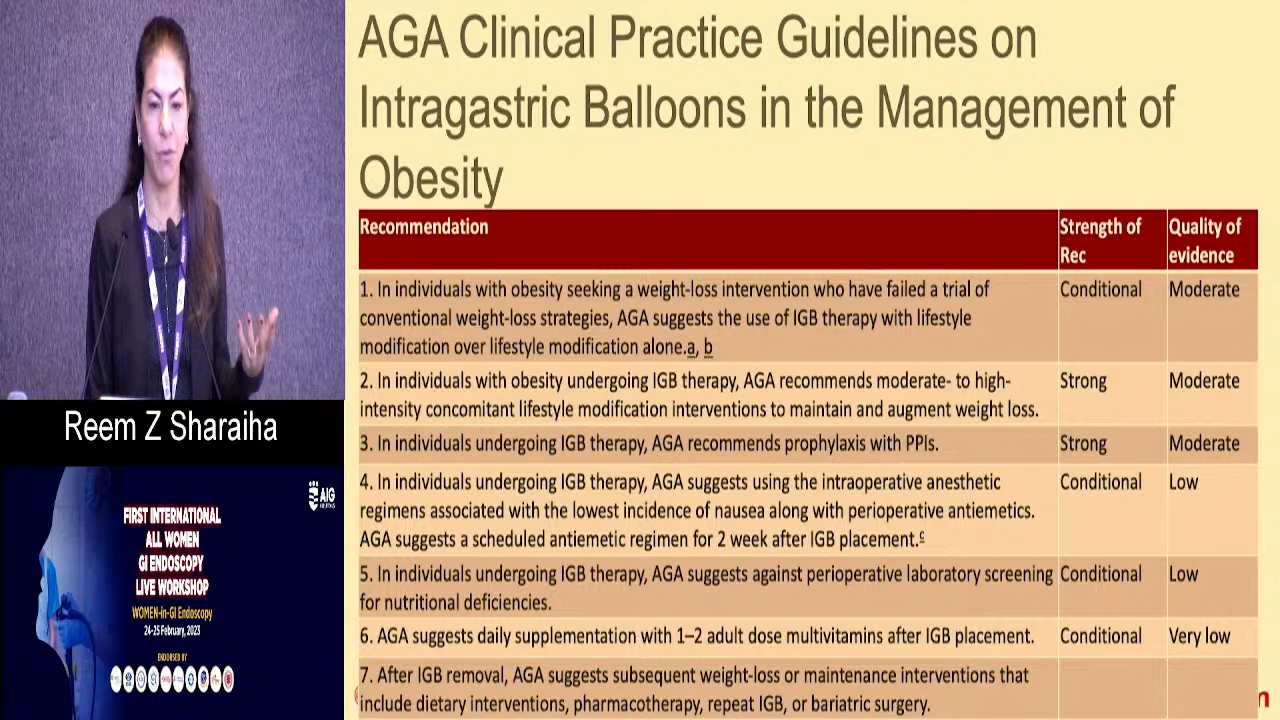 AGA Clinical Practice Guidelines on
Intragastric Balloons in the Management of
Obesity
Recommendation
Strength of
Rec
Quality of
evidence
1. In individuals with obesity seeking a weight-loss intervention who have failed a trial of
conventional weight-loss strategies, AGA suggests the use of IGB therapy with lifestyle
modification over lifestyle modification alone.a, b
Conditional
Moderate
2. In individuals with obesity undergoing IGB therapy, AGA recommends moderate- to high-
intensity concomitant lifestyle modification interventions to maintain and augment weight loss.
Strong
Moderate
3. In individuals undergoing IGB therapy, AGA recommends prophylaxis with PPIs.
Strong
Moderate
4. In individuals undergoing IGB therapy, AGA suggests using the intraoperative anesthetic
regimens associated with the lowest incidence of nausea along with perioperative antiemetics.
AGA suggests a scheduled antiemetic regimen for 2 week after IGB placement.c
Conditional
Low
5. In individuals undergoing IGB therapy, AGA suggests against perioperative laboratory screening
for nutritional deficiencies.
Conditional
Low
6. AGA suggests daily supplementation with 1–2 adult dose multivitamins after IGB placement.
Conditional
Very low
7. After IGB removal, AGA suggests subsequent weight-loss or maintenance interventions that
include dietary interventions, pharmacotherapy, repeat IGB, or bariatric surgery.
Reem Z Sharaiha
AIG
HOSPITALS
FIRST INTERNATIONAL
ALL WOMEN
GI ENDOSCOPY
LIVE WORKSHOP
WOMEN-in-GI Endoscopy
24-25 February, 2023
ENDORSED BY